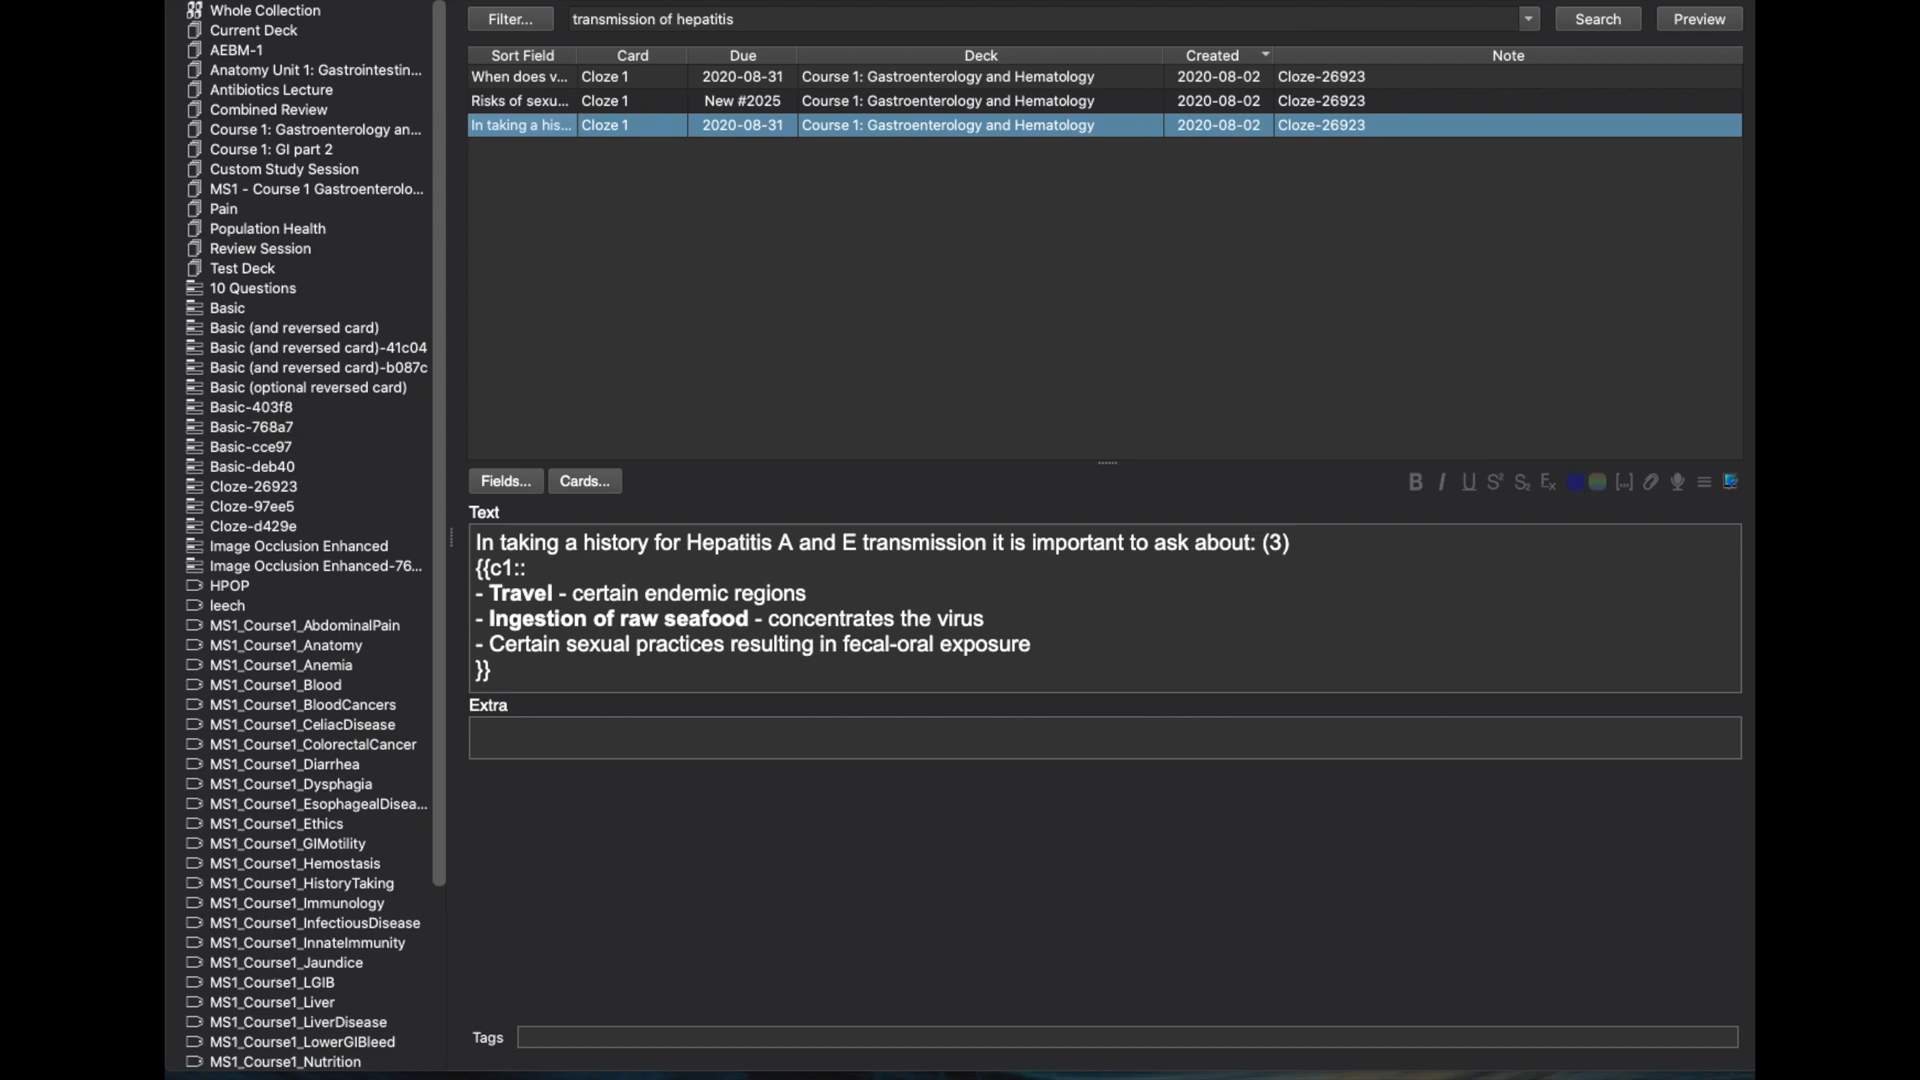 Whole Collection
Current Deck
AEBM-1
Anatomy Unit 1: Gastrointestin...
Antibiotics Lecture
Combined Review
Course 1: Gastroenterology an...
Course 1: GI part 2
Custom Study Session
MS1 - Course 1 Gastroenterolo...
Pain
Population Health
Review Session
Test Deck
10 Questions
Basic
Basic (and reversed card)
Basic (and reversed card)-41c04
Basic (and reversed card)-b087c
Basic (optional reversed card)
Basic-403f8
Basic-768a7
Basic-cce97
Basic-deb40
Cloze-26923
Cloze-97ee5
Cloze-d429e
Image Occlusion Enhanced
Image Occlusion Enhanced-76...
HPOP
leech
MS1_Course1_AbdominalPain
MS1_Course1_Anatomy
MS1_Course1_Anemia
MS1_Course1_Blood
MS1_Course1_BloodCancers
MS1_Course1_CeliacDisease
MS1_Course1_ColorectalCancer
MS1_Course1_Diarrhea
MS1_Course1_Dysphagia
MS1_Course1_EsophagealDisea...
MS1_Course1_Ethics
MS1_Course1_GIMotility
MS1_Course1_Hemostasis
MS1_Course1_HistoryTaking
MS1_Course1_Immunology
MS1_Course1_InfectiousDisease
MS1_Course1_InnateImmunity
MS1_Course1_Jaundice
MS1_Course1_LGIB
MS1_Course1_Liver
MS1_Course1_LiverDisease
MS1_Course1_LowerGIBleed
MS1_Course1_Nutrition
Filter... transmission of hepatitis Search Preview
Sort Field Card Due Deck Created Note
When does v... Cloze 1 2020-08-31 Course 1: Gastroenterology and Hematology 2020-08-02 Cloze-26923
Risks of sexu... Cloze 1 New #2025 Course 1: Gastroenterology and Hematology 2020-08-02 Cloze-26923
In taking a his... Cloze 1 2020-08-31 Course 1: Gastroenterology and Hematology 2020-08-02 Cloze-26923
Fields... Cards... B I U S² S₂ Eₓ [...]
Text
In taking a history for Hepatitis A and E transmission it is important to ask about: (3)
{{c1::
- Travel - certain endemic regions
- Ingestion of raw seafood - concentrates the virus
- Certain sexual practices resulting in fecal-oral exposure
}}
Extra
Tags